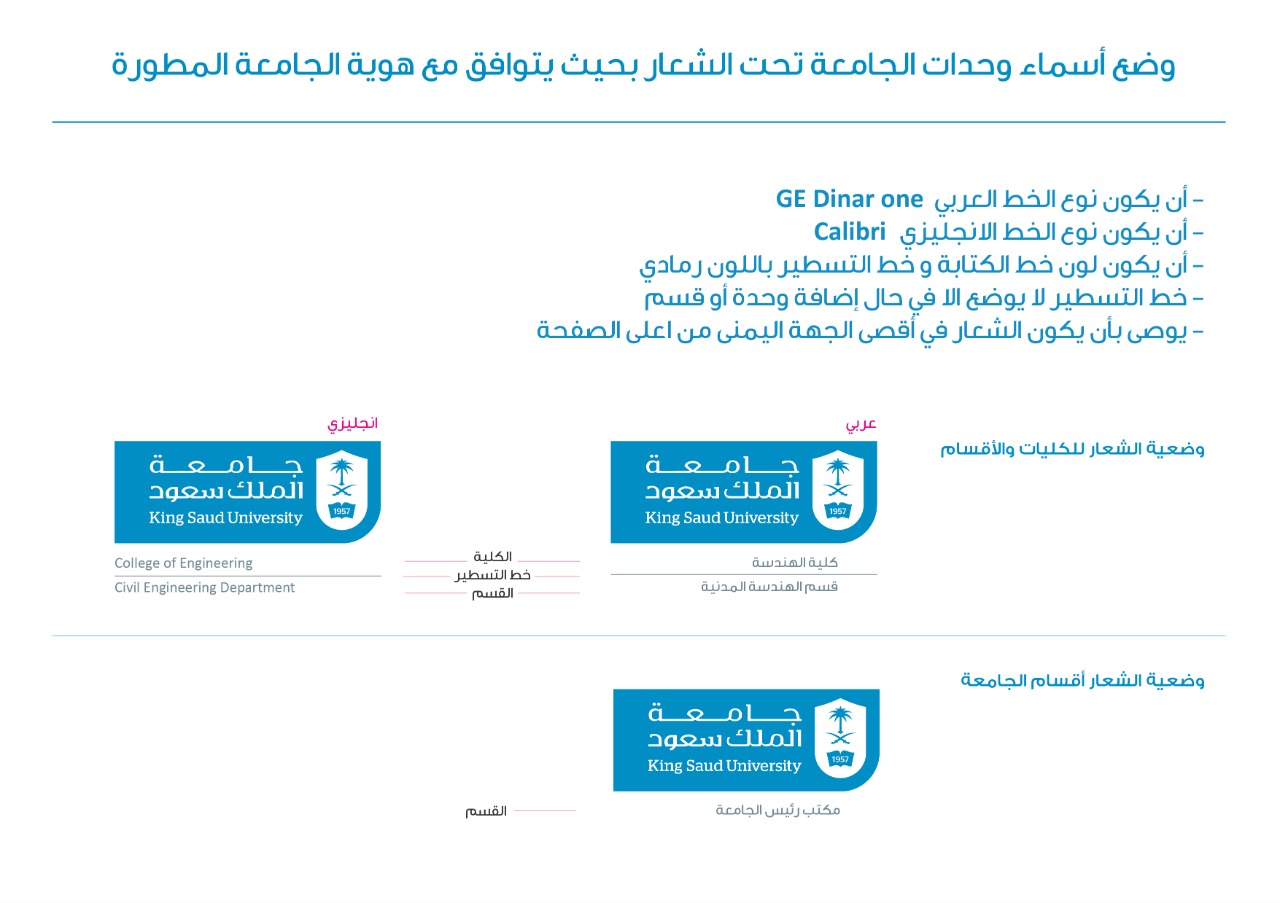 وضع أسماء وحدات الجامعة تحت الشعار بحيث يتوافق مع هوية الجامعة المطورة
– أن يكون نوع الخط العربي GE Dinar one
– أن يكون نوع الخط الانجليزي Calibri
– أن يكون لون خط الكتابة و خط التسطير باللون رمادي
– خط التسطير لا يوضع الا في حال إضافة وحدة أو قسم
– يوصى بأن يكون الشعار في أقصى الجهة اليمنى من اعلى الصفحة
وضعية الشعار للكليات والأقسام
عربي
جامعة
الملك سعود
King Saud University
1957
كلية الهندسة
قسم الهندسة المدنية
الكلية
خط التسطير
القسم
انجليزي
جامعة
الملك سعود
King Saud University
1957
College of Engineering
Civil Engineering Department
وضعية الشعار أقسام الجامعة
جامعة
الملك سعود
King Saud University
1957
مكتب رئيس الجامعة
القسم